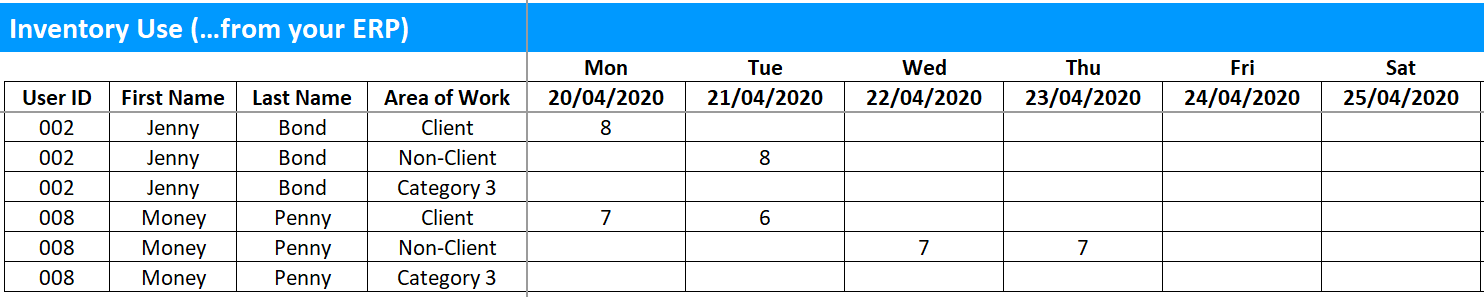 Inventory Use (...from your ERP)
Mon Tue Wed Thu Fri Sat
User ID First Name Last Name Area of Work 20/04/2020 21/04/2020 22/04/2020 23/04/2020 24/04/2020 25/04/2020
002 Jenny Bond Client 8
002 Jenny Bond Non-Client 8
002 Jenny Bond Category 3
008 Money Penny Client 7 6
008 Money Penny Non-Client 7 7
008 Money Penny Category 3